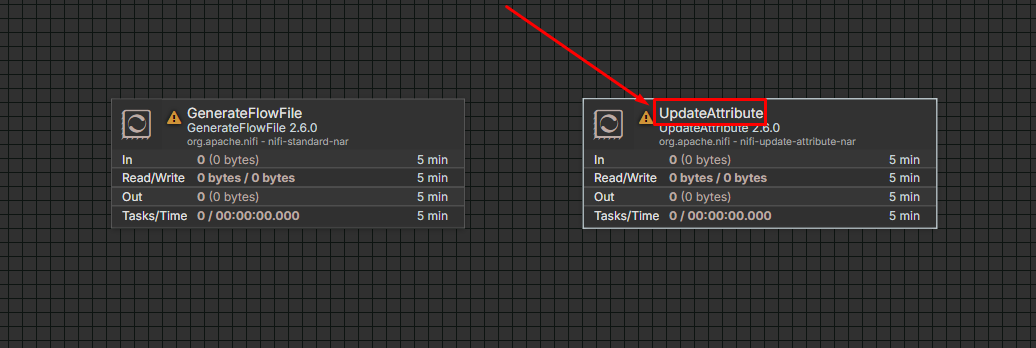 GenerateFlowFile
GenerateFlowFile 2.6.0
org.apache.nifi - nifi-standard-nar
In 0 (0 bytes) 5 min
Read/Write 0 bytes / 0 bytes 5 min
Out 0 (0 bytes) 5 min
Tasks/Time 0 / 00:00:00.000 5 min
UpdateAttribute
UpdateAttribute 2.6.0
org.apache.nifi - nifi-update-attribute-nar
In 0 (0 bytes) 5 min
Read/Write 0 bytes / 0 bytes 5 min
Out 0 (0 bytes) 5 min
Tasks/Time 0 / 00:00:00.000 5 min